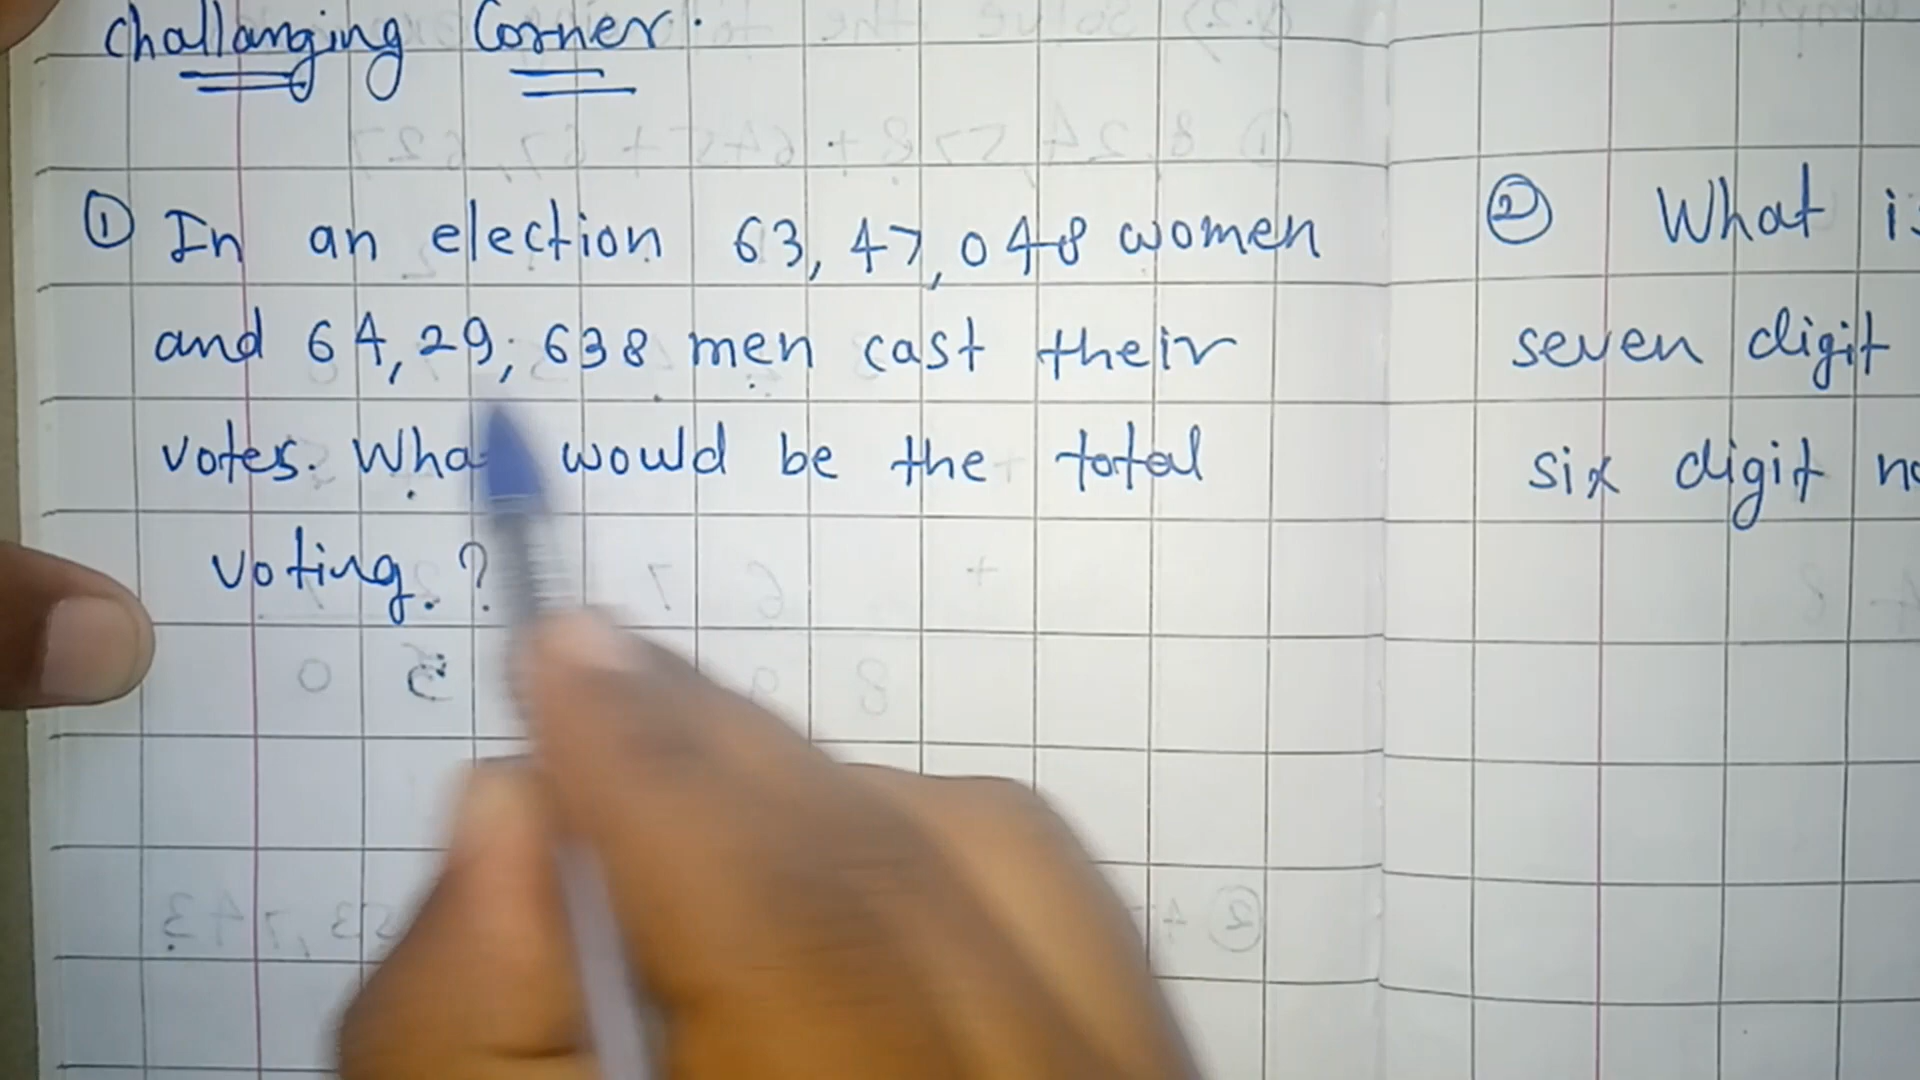 Challanging Corner.
① In an election 63,47,048 women
and 64,29,638 men cast their
votes. What would be the total
voting.?
② What is
seven digit
six digit